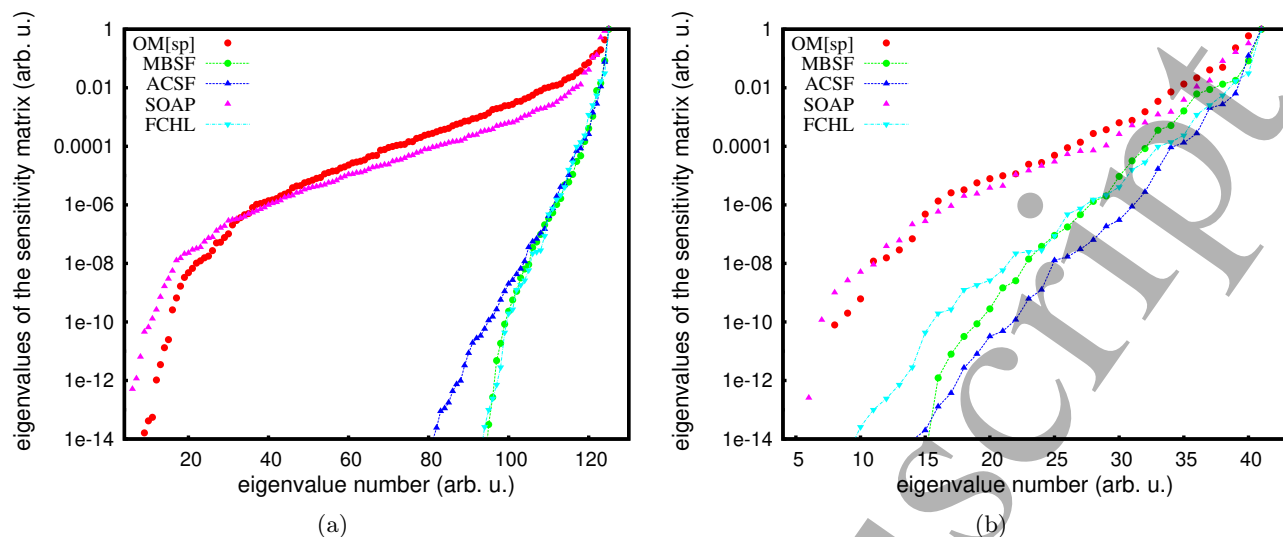 eigenvalues of the sensitivity matrix (arb. u.)
1
0.01
0.0001
1e-06
1e-08
1e-10
1e-12
1e-14
OM[sp]
MBSF
ACSF
SOAP
FCHL
20 40 60 80 100 120
eigenvalue number (arb. u.)
(a)
eigenvalues of the sensitivity matrix (arb. u.)
1
0.01
0.0001
1e-06
1e-08
1e-10
1e-12
1e-14
OM[sp]
MBSF
ACSF
SOAP
FCHL
5 10 15 20 25 30 35 40
eigenvalue number (arb. u.)
(b)
uscript